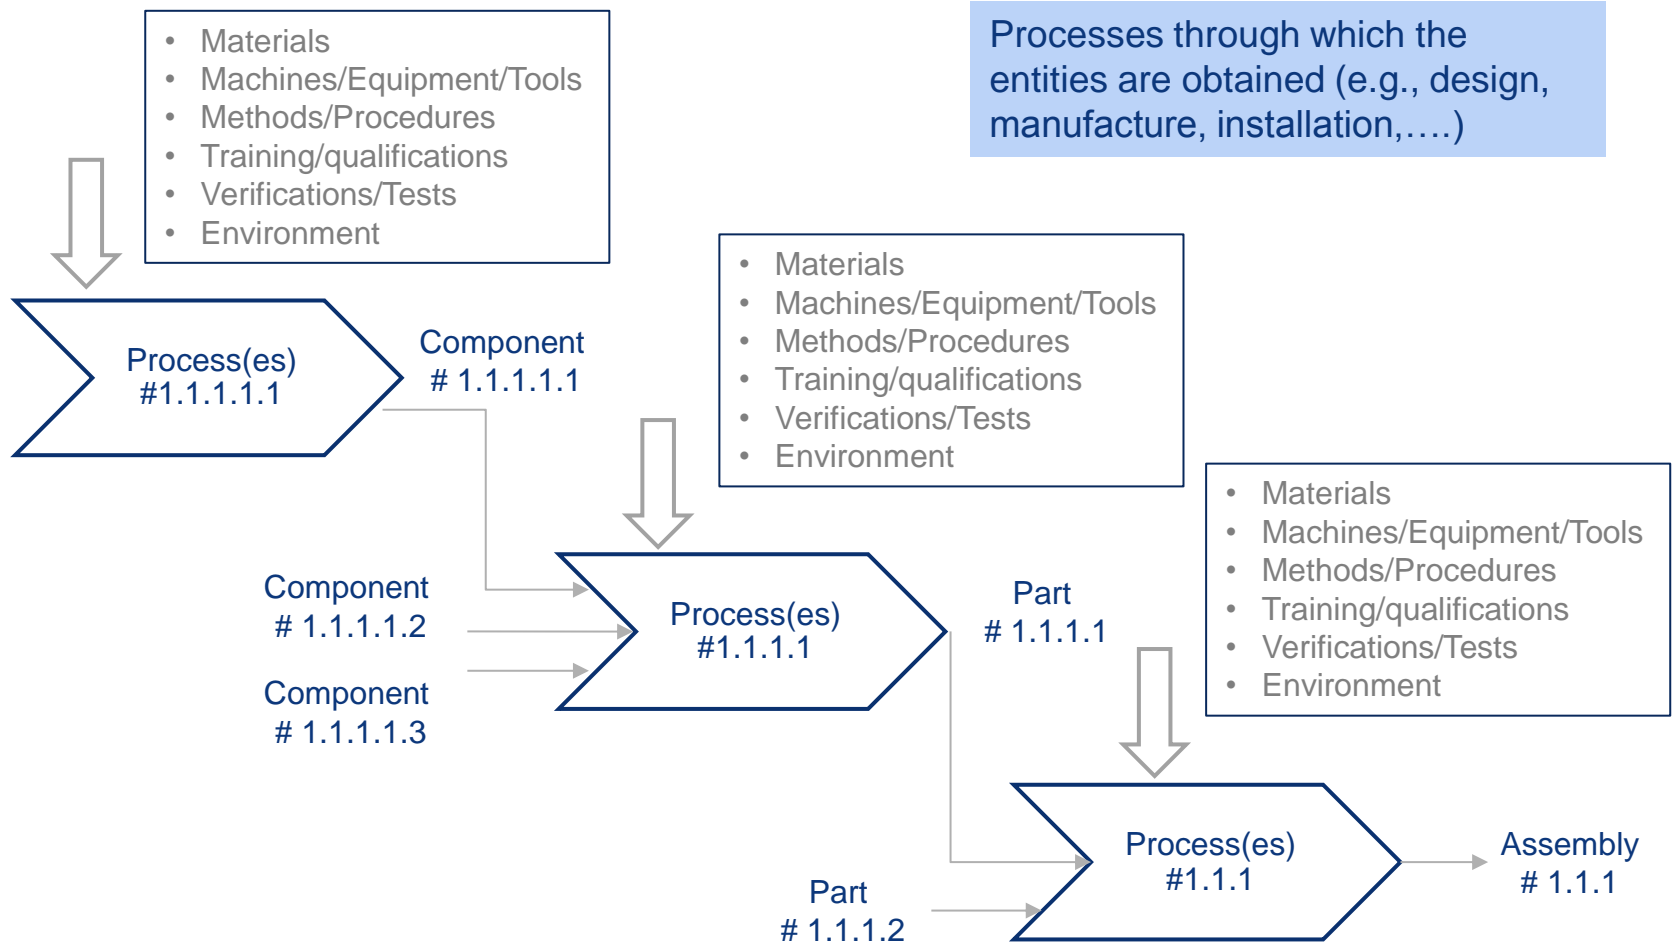 • Materials
• Machines/Equipment/Tools
• Methods/Procedures
• Training/qualifications
• Verifications/Tests
• Environment
Processes through which the
entities are obtained (e.g., design,
manufacture, installation,….)
Process(es)
#1.1.1.1.1
Component
# 1.1.1.1.1
• Materials
• Machines/Equipment/Tools
• Methods/Procedures
• Training/qualifications
• Verifications/Tests
• Environment
Component
# 1.1.1.1.2
Component
# 1.1.1.1.3
Process(es)
#1.1.1.1
Part
# 1.1.1.1
• Materials
• Machines/Equipment/Tools
• Methods/Procedures
• Training/qualifications
• Verifications/Tests
• Environment
Part
# 1.1.1.2
Process(es)
#1.1.1
Assembly
# 1.1.1